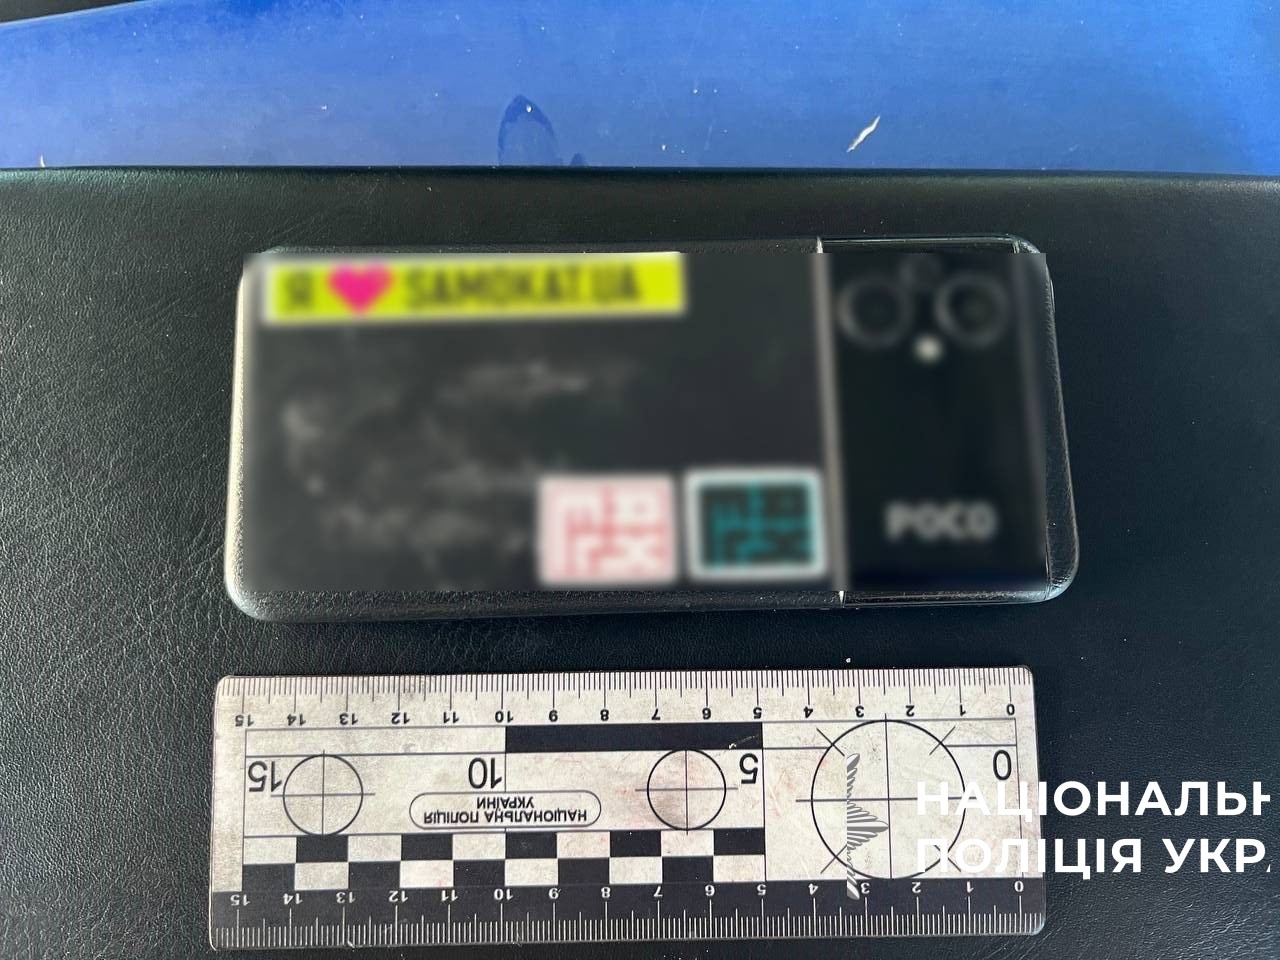 Я ❤ SAMOKAT.UA
POCO
15 14 13 12 11 10 9 8 7 6 5 4 3 2 1 0
15 10 5 0
НАЦІОНАЛЬНА ПОЛІЦІЯ
УКРАЇНИ
15 14 13 12 11 10 9 8 7 6 5 4 3 2 1 0
НАЦІОНАЛЬН
ПОЛІЦІЯ УКРА